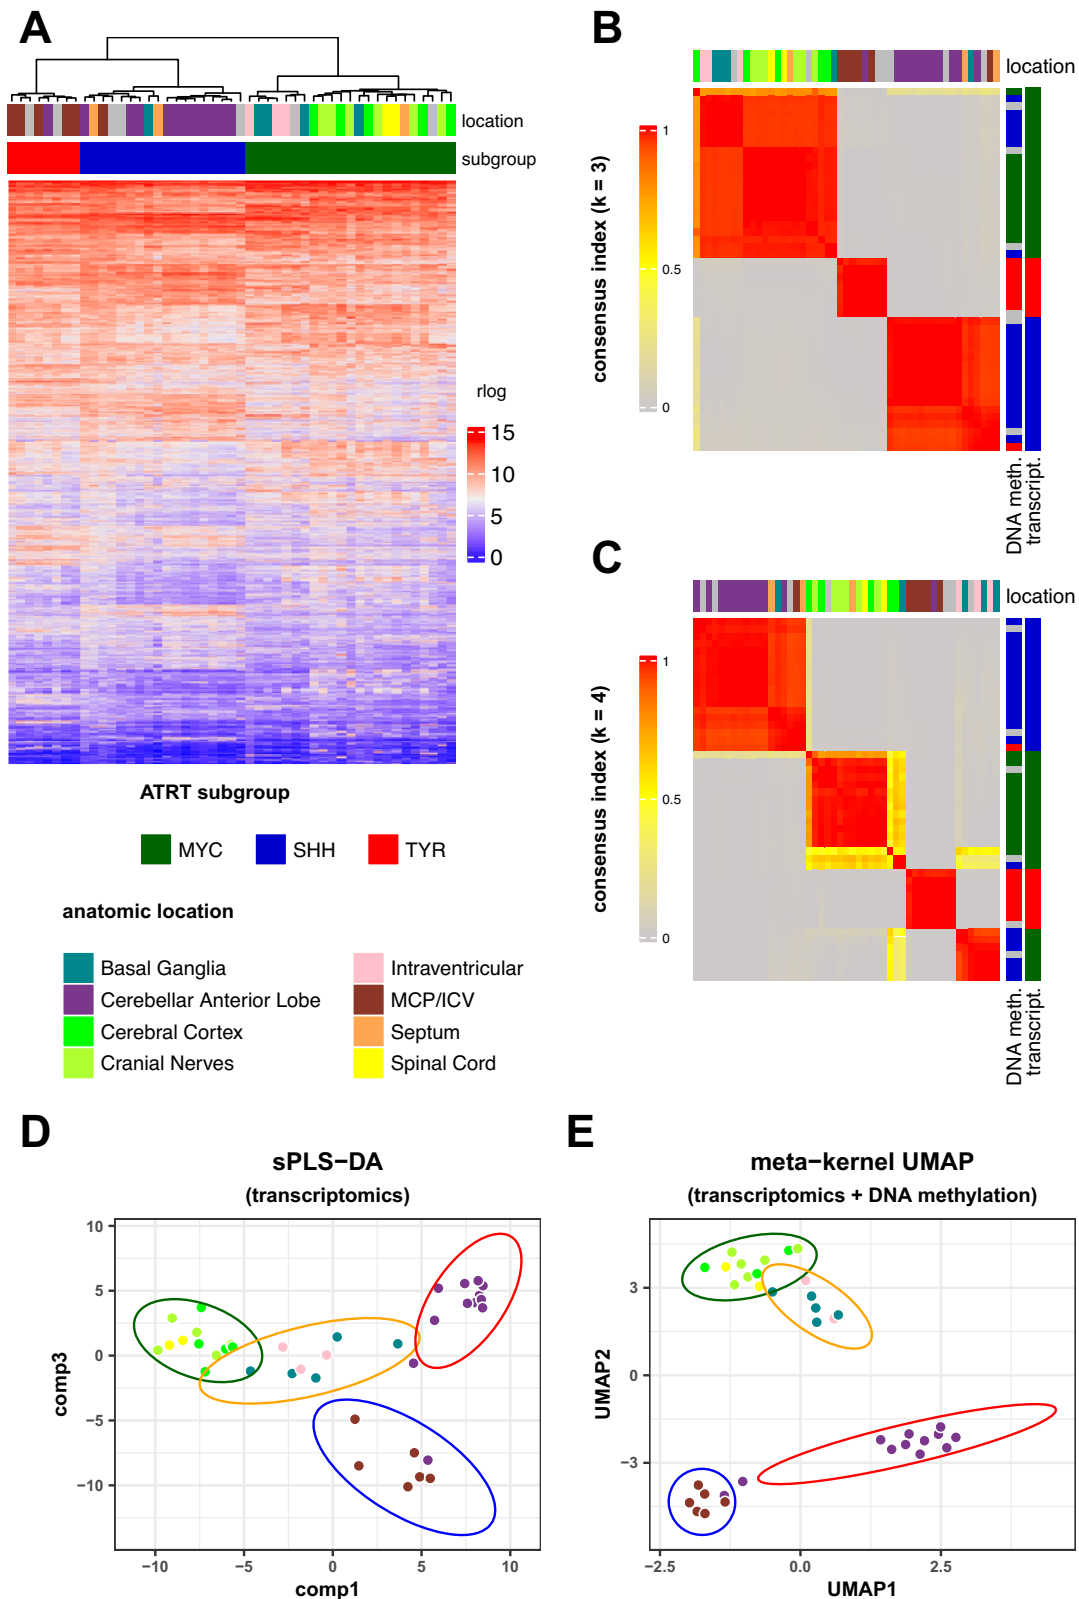 A
location
subgroup
rlog
15
10
5
0
ATRT subgroup
MYC
SHH
TYR
anatomic location
Basal Ganglia
Cerebellar Anterior Lobe
Cerebral Cortex
Cranial Nerves
Intraventricular
MCP/ICV
Septum
Spinal Cord
B
location
consensus index (k = 3)
1
0.5
0
DNA meth.
transcript.
C
location
consensus index (k = 4)
1
0.5
0
DNA meth.
transcript.
D
sPLS−DA
(transcriptomics)
comp3
10
5
0
−5
−10
−10
−5
0
5
10
comp1
E
meta−kernel UMAP
(transcriptomics + DNA methylation)
UMAP2
3
0
−3
−2.5
0.0
2.5
UMAP1